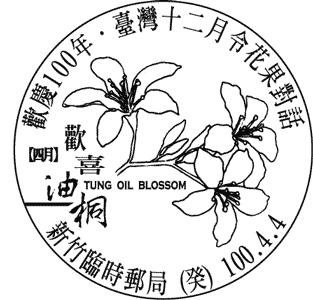 歡慶100年·臺灣十二月令花果對話
【四月】
歡喜
油桐
TUNG OIL BLOSSOM
新竹臨時郵局 (癸) 100.4.4